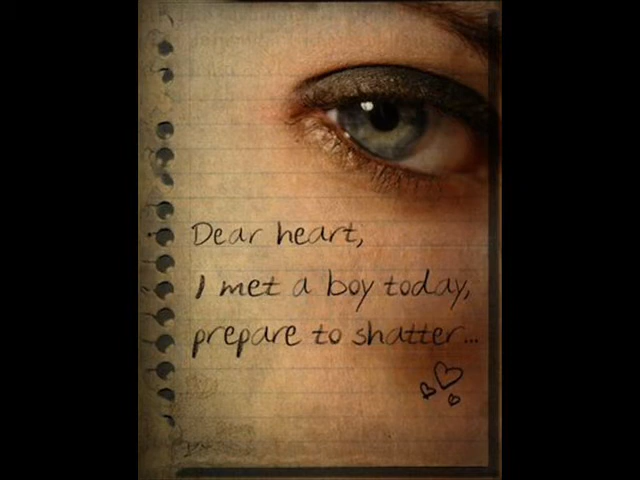 Dear heart,
I met a boy today,
prepare to shatter...